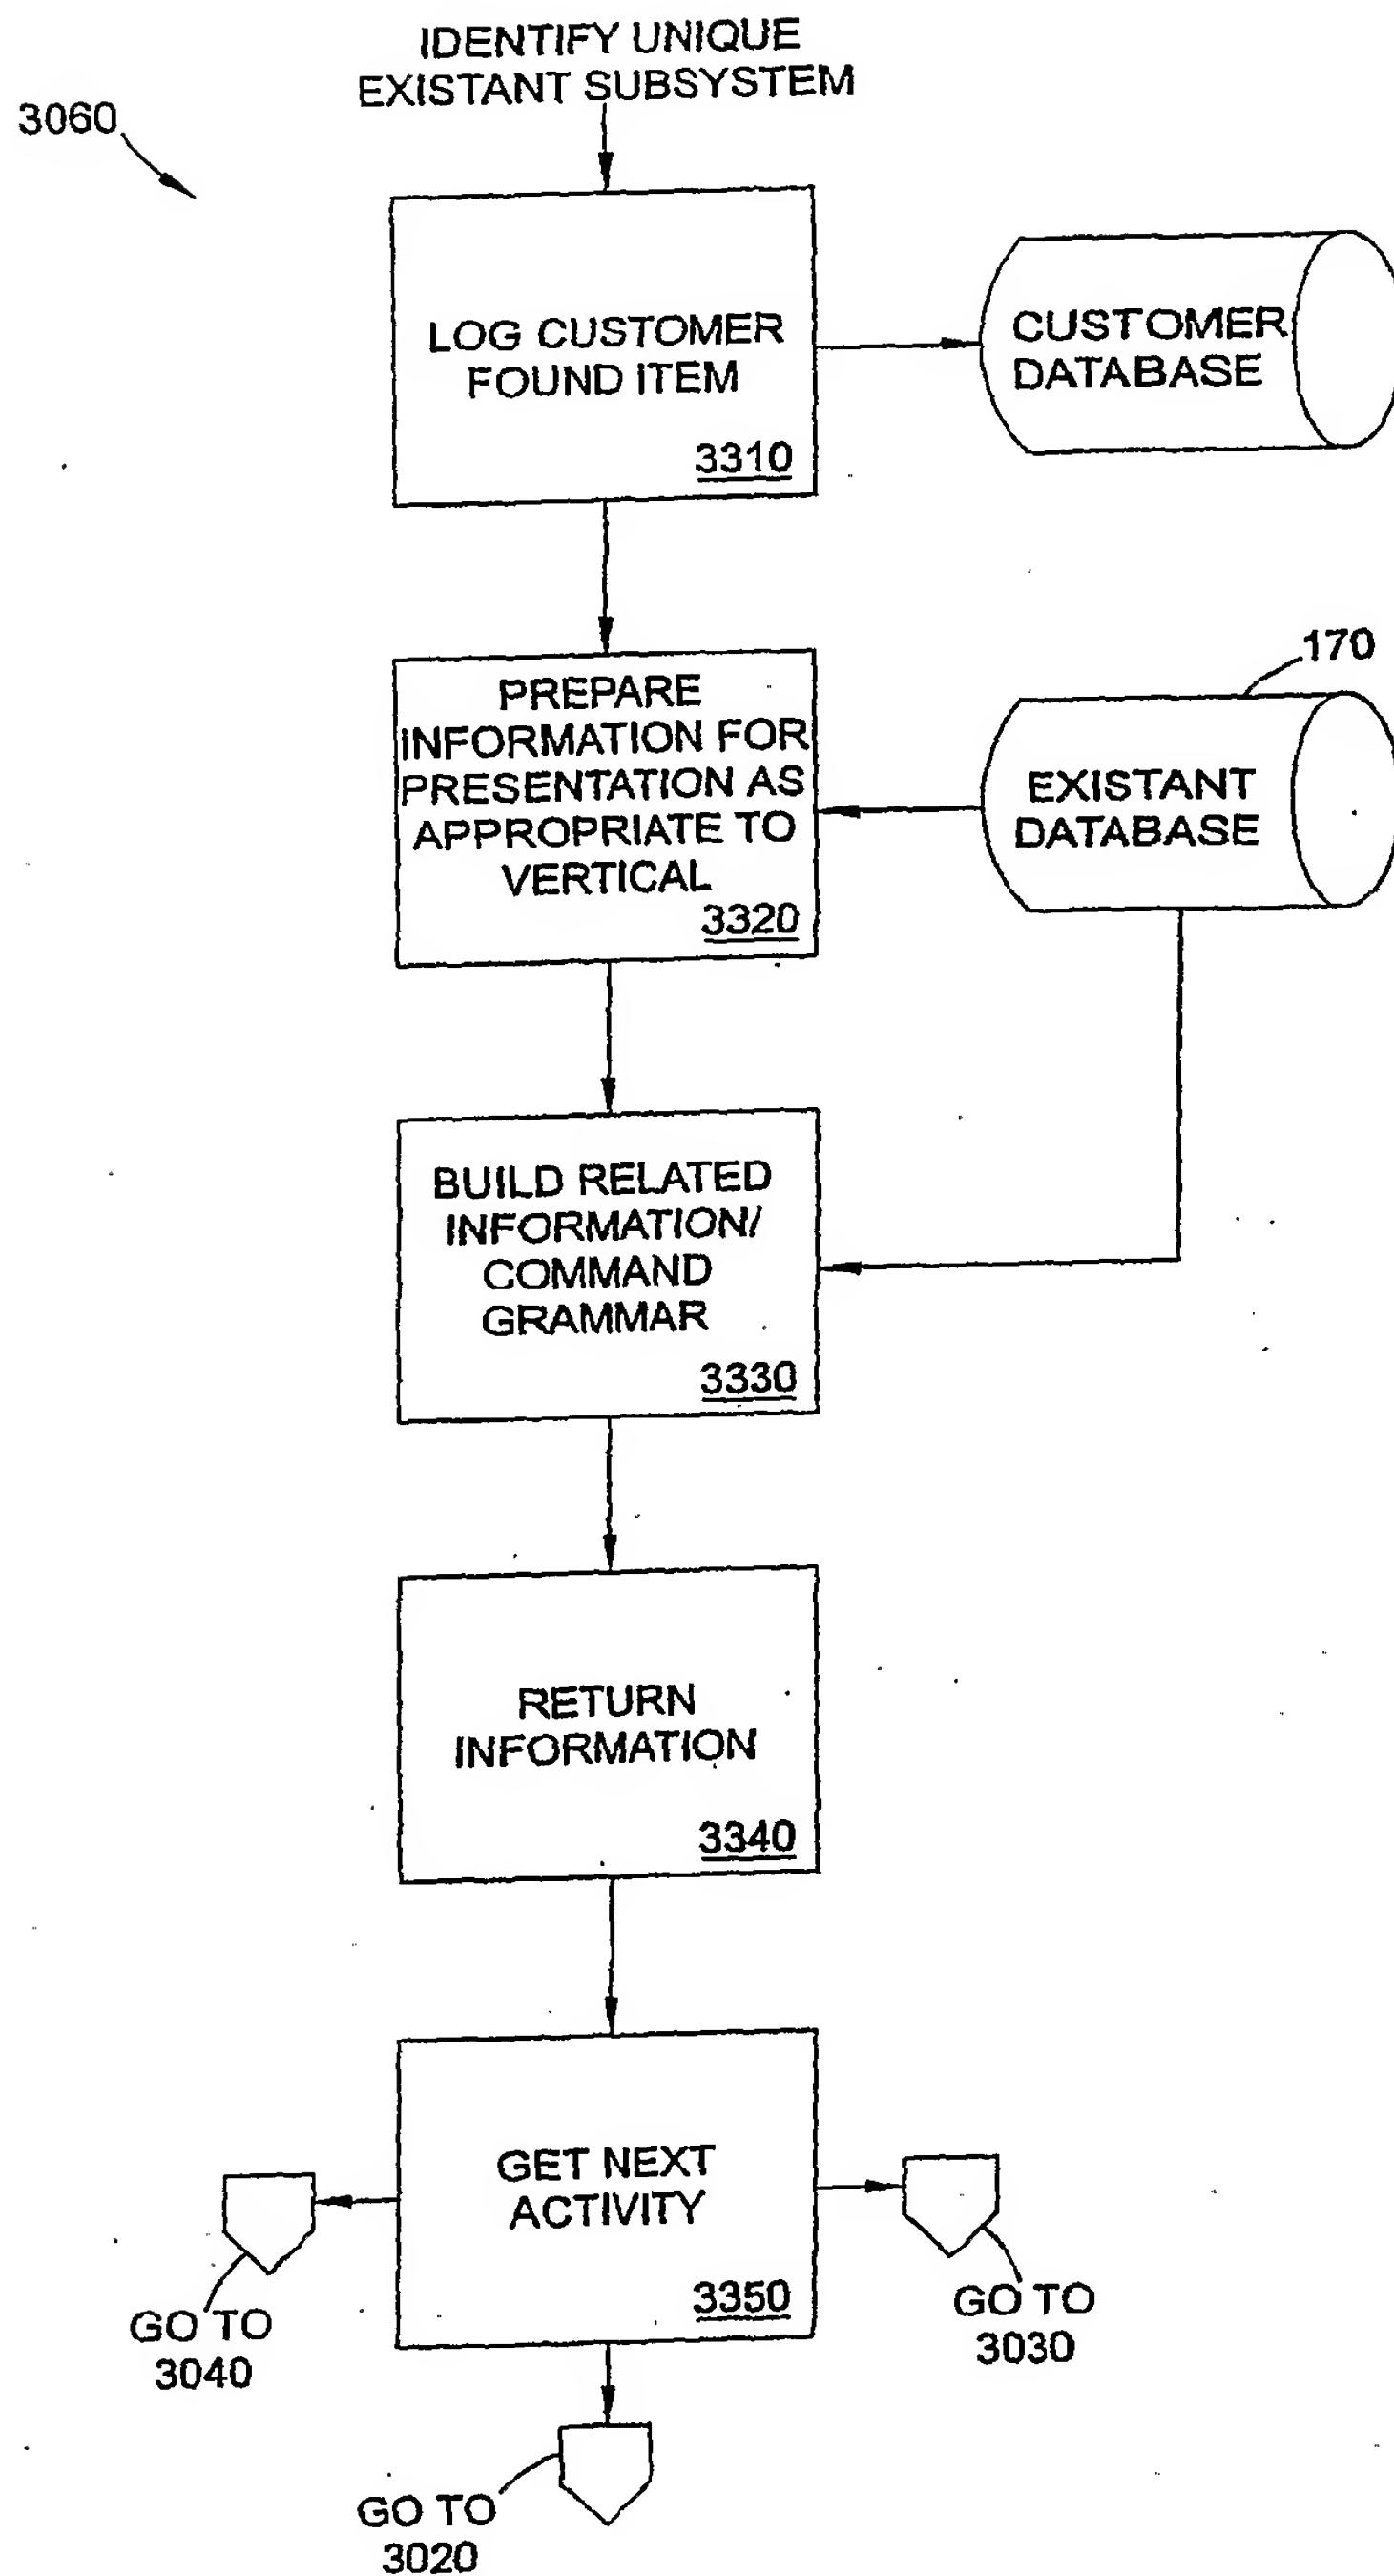 IDENTIFY UNIQUE
EXISTANT SUBSYSTEM
3060
LOG CUSTOMER
FOUND ITEM
3310
CUSTOMER
DATABASE
170
PREPARE
INFORMATION FOR
PRESENTATION AS
APPROPRIATE TO
VERTICAL
3320
EXISTANT
DATABASE
BUILD RELATED
INFORMATION/
COMMAND
GRAMMAR
3330
RETURN
INFORMATION
3340
GET NEXT
ACTIVITY
3350
GO TO
3040
GO TO
3030
GO TO
3020